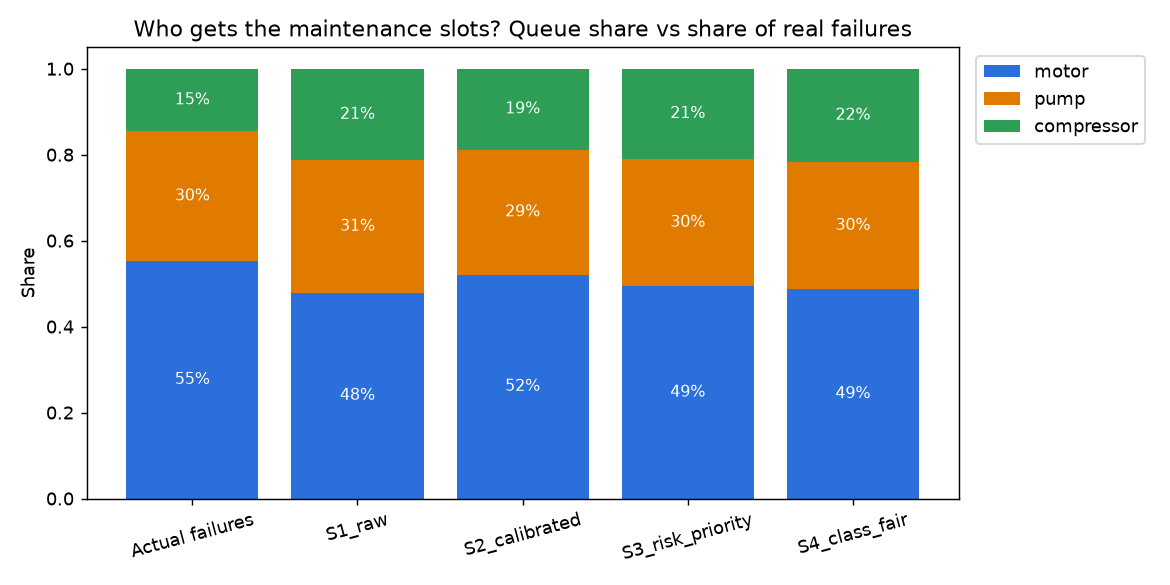 Who gets the maintenance slots? Queue share vs share of real failures
motor
pump
compressor
Share
1.0
0.8
0.6
0.4
0.2
0.0
15%
21%
19%
21%
22%
30%
31%
29%
30%
30%
55%
48%
52%
49%
49%
Actual failures
S1_raw
S2_calibrated
S3_risk_priority
S4_class_fair